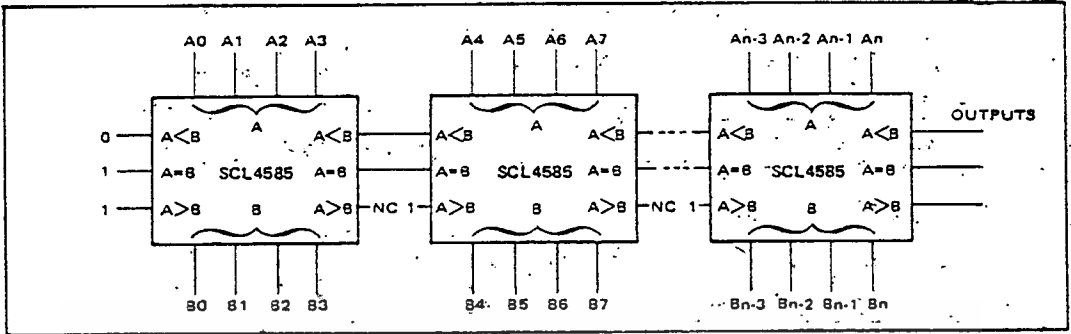 A0 A1 A2 A3 A4 A5 A6 A7 An-3 An-2 An-1 An
OUTPUTS
0 A<B A A<B A<B A A<B A<B A A<B
1 A=B SCL4585 A=B A=B SCL4585 A=B A=B SCL4585 A=B
1 A>B B A>B NC 1 A>B B A>B NC 1 A>B B A>B
B0 B1 B2 B3 B4 B5 B6 B7 Bn-3 Bn-2 Bn-1 Bn